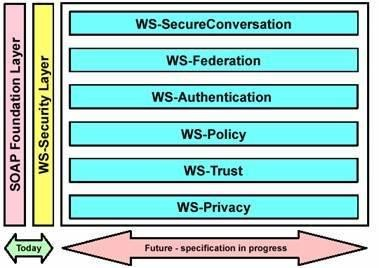 SOAP Foundation Layer
WS-Security Layer
WS-SecureConversation
WS-Federation
WS-Authentication
WS-Policy
WS-Trust
WS-Privacy
Today
Future - specification in progress